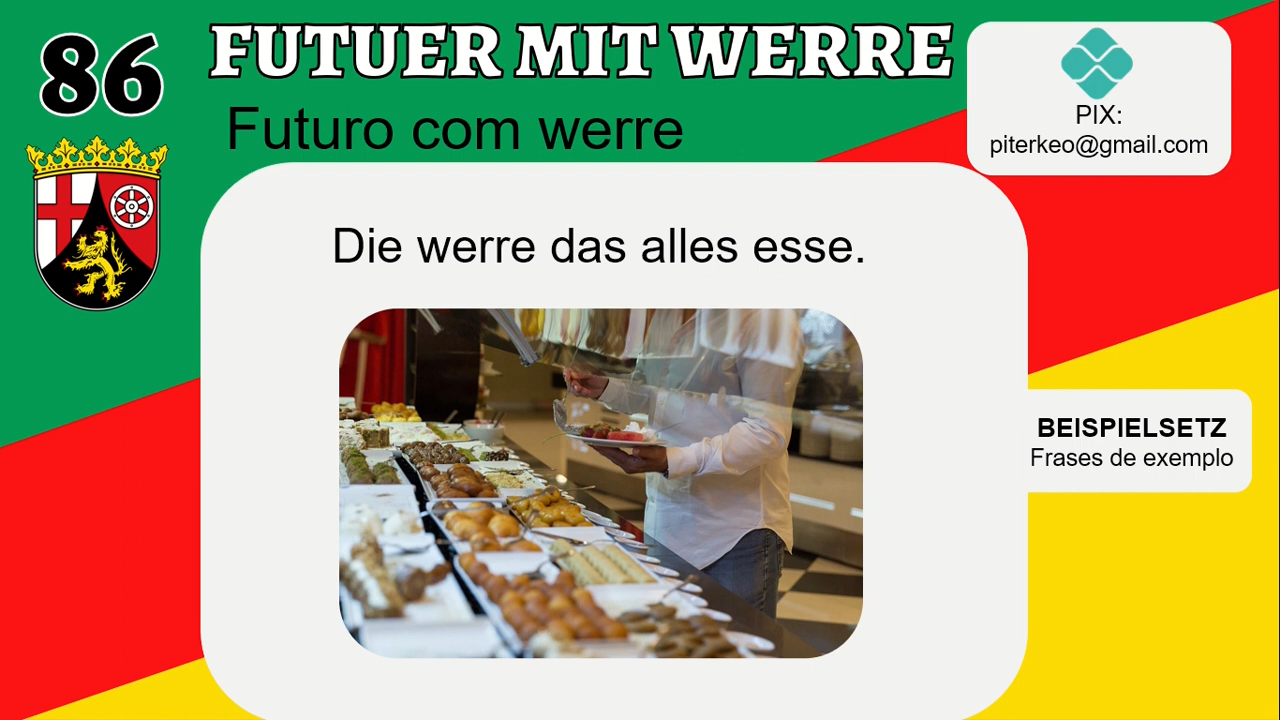 86
FUTUER MIT WERRE
Futuro com werre
PIX:
piterkeo@gmail.com
Die werre das alles esse.
BEISPIELSETZ
Frases de exemplo